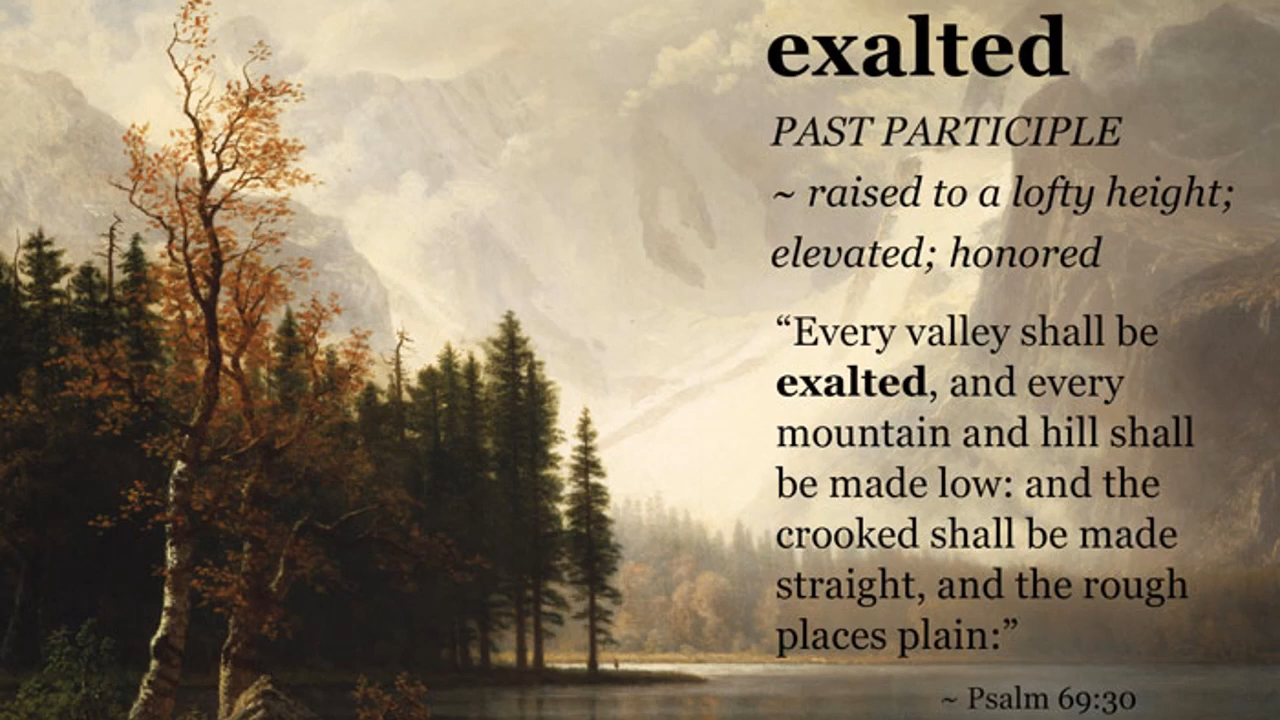 exalted
PAST PARTICIPLE
~ raised to a lofty height;
elevated; honored
“Every valley shall be
exalted, and every
mountain and hill shall
be made low: and the
crooked shall be made
straight, and the rough
places plain:”
~ Psalm 69:30